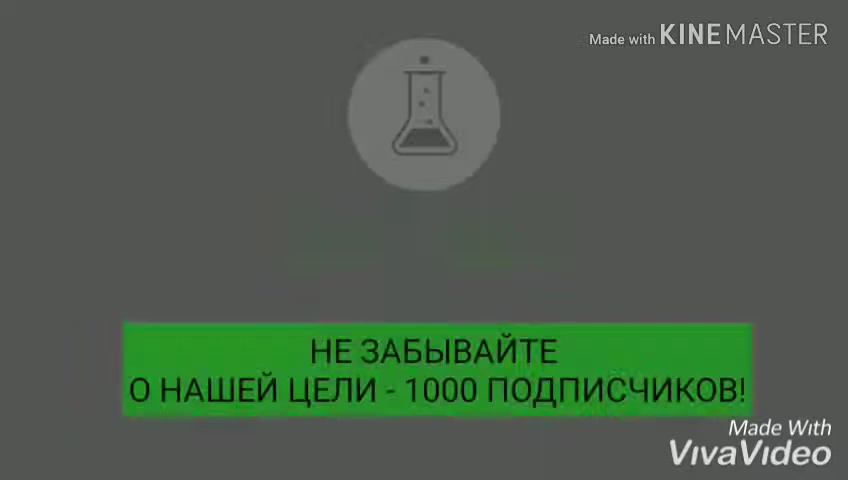 Made with KINEMASTER
НЕ ЗАБЫВАЙТЕ
О НАШЕЙ ЦЕЛИ - 1000 ПОДПИСЧИКОВ!
Made With
VivaVideo